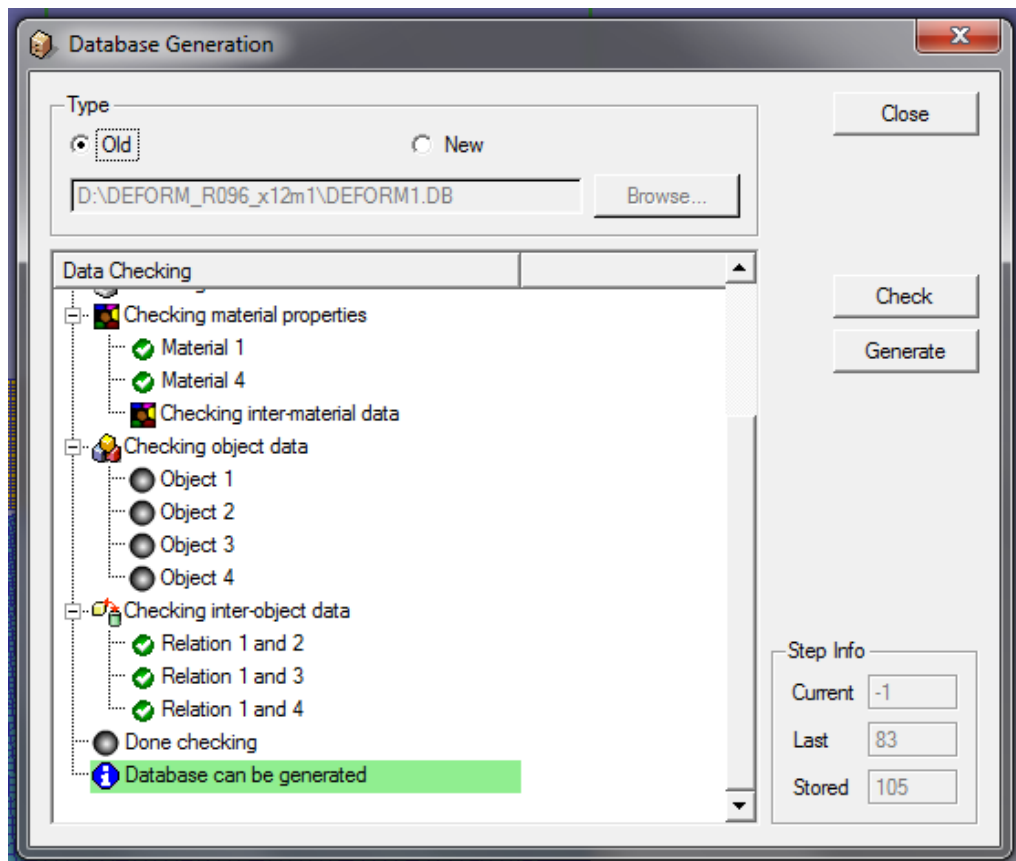 Database Generation
Type
Old
New
Close
D:\DEFORM_R096_x12m1\DEFORM1.DB
Browse...
Data Checking
Checking material properties
Check
Material 1
Generate
Material 4
Checking inter-material data
Checking object data
Object 1
Object 2
Object 3
Object 4
Checking inter-object data
Relation 1 and 2
Relation 1 and 3
Relation 1 and 4
Done checking
Database can be generated
Step Info
Current -1
Last 83
Stored 105